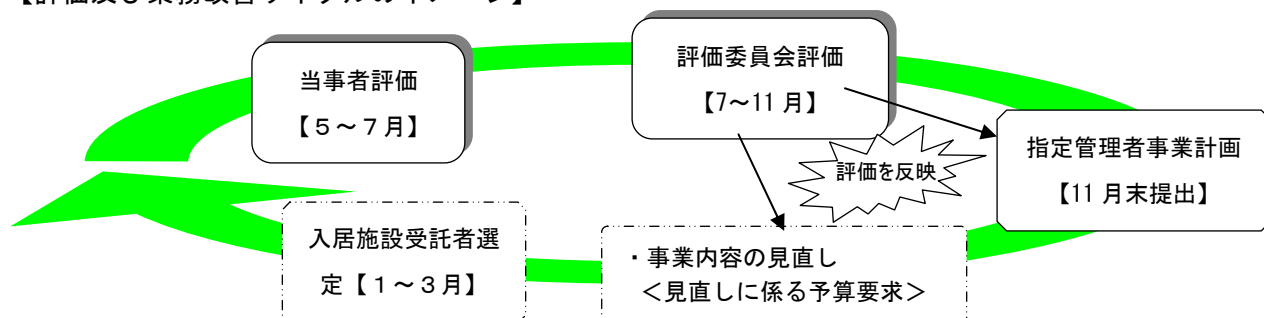 【評価及び業務改善サイクルのイメージ】
当事者評価
【５～７月】
評価委員会評価
【7～11 月】
評価を反映
指定管理者事業計画
【11 月末提出】
入居施設受託者選
定【１～３月】
・事業内容の見直し
＜見直しに係る予算要求＞